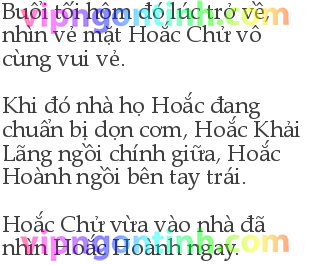 Buổi tối hôm đó lúc trở về,
vipngontinh.com
nhìn vẻ mặt Hoắc Chử vô
cùng vui vẻ.
Khi đó nhà họ Hoắc đang
chuẩn bị dọn cơm, Hoắc Khải
Lãng ngồi chính giữa, Hoắc
Hoành ngồi bên tay trái.
Hoắc Chử vừa vào nhà đã
nhìn Hoắc Hoành ngay.
vipngontinh.com